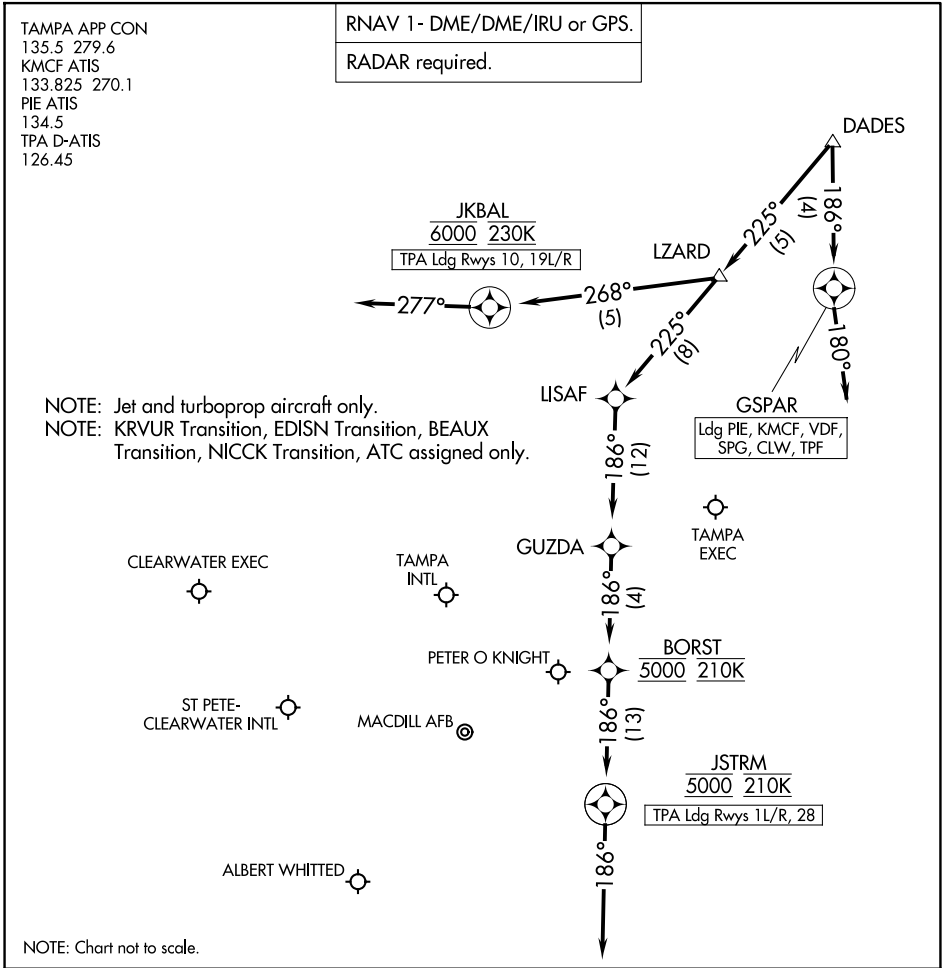 TAMPA APP CON
135.5 279.6
KMCF ATIS
133.825 270.1
PIE ATIS
134.5
TPA D-ATIS
126.45
RNAV 1- DME/DME/IRU or GPS.
RADAR required.
DADES
186°
(4)
225°
(5)
JKBAL
6000 230K
TPA Ldg Rwys 10, 19L/R
LZARD
277°
268°
(5)
225°
(8)
180°
LISAF
GSPAR
Ldg PIE, KMCF, VDF,
SPG, CLW, TPF
NOTE: Jet and turboprop aircraft only.
NOTE: KRVUR Transition, EDISN Transition, BEAUX
Transition, NICCK Transition, ATC assigned only.
186°
(12)
GUZDA
TAMPA
EXEC
CLEARWATER EXEC
TAMPA
INTL
186°
(4)
PETER O KNIGHT
BORST
5000 210K
ST PETE-
CLEARWATER INTL
MACDILL AFB
186°
(13)
JSTRM
5000 210K
TPA Ldg Rwys 1L/R, 28
ALBERT WHITTED
186°
NOTE: Chart not to scale.